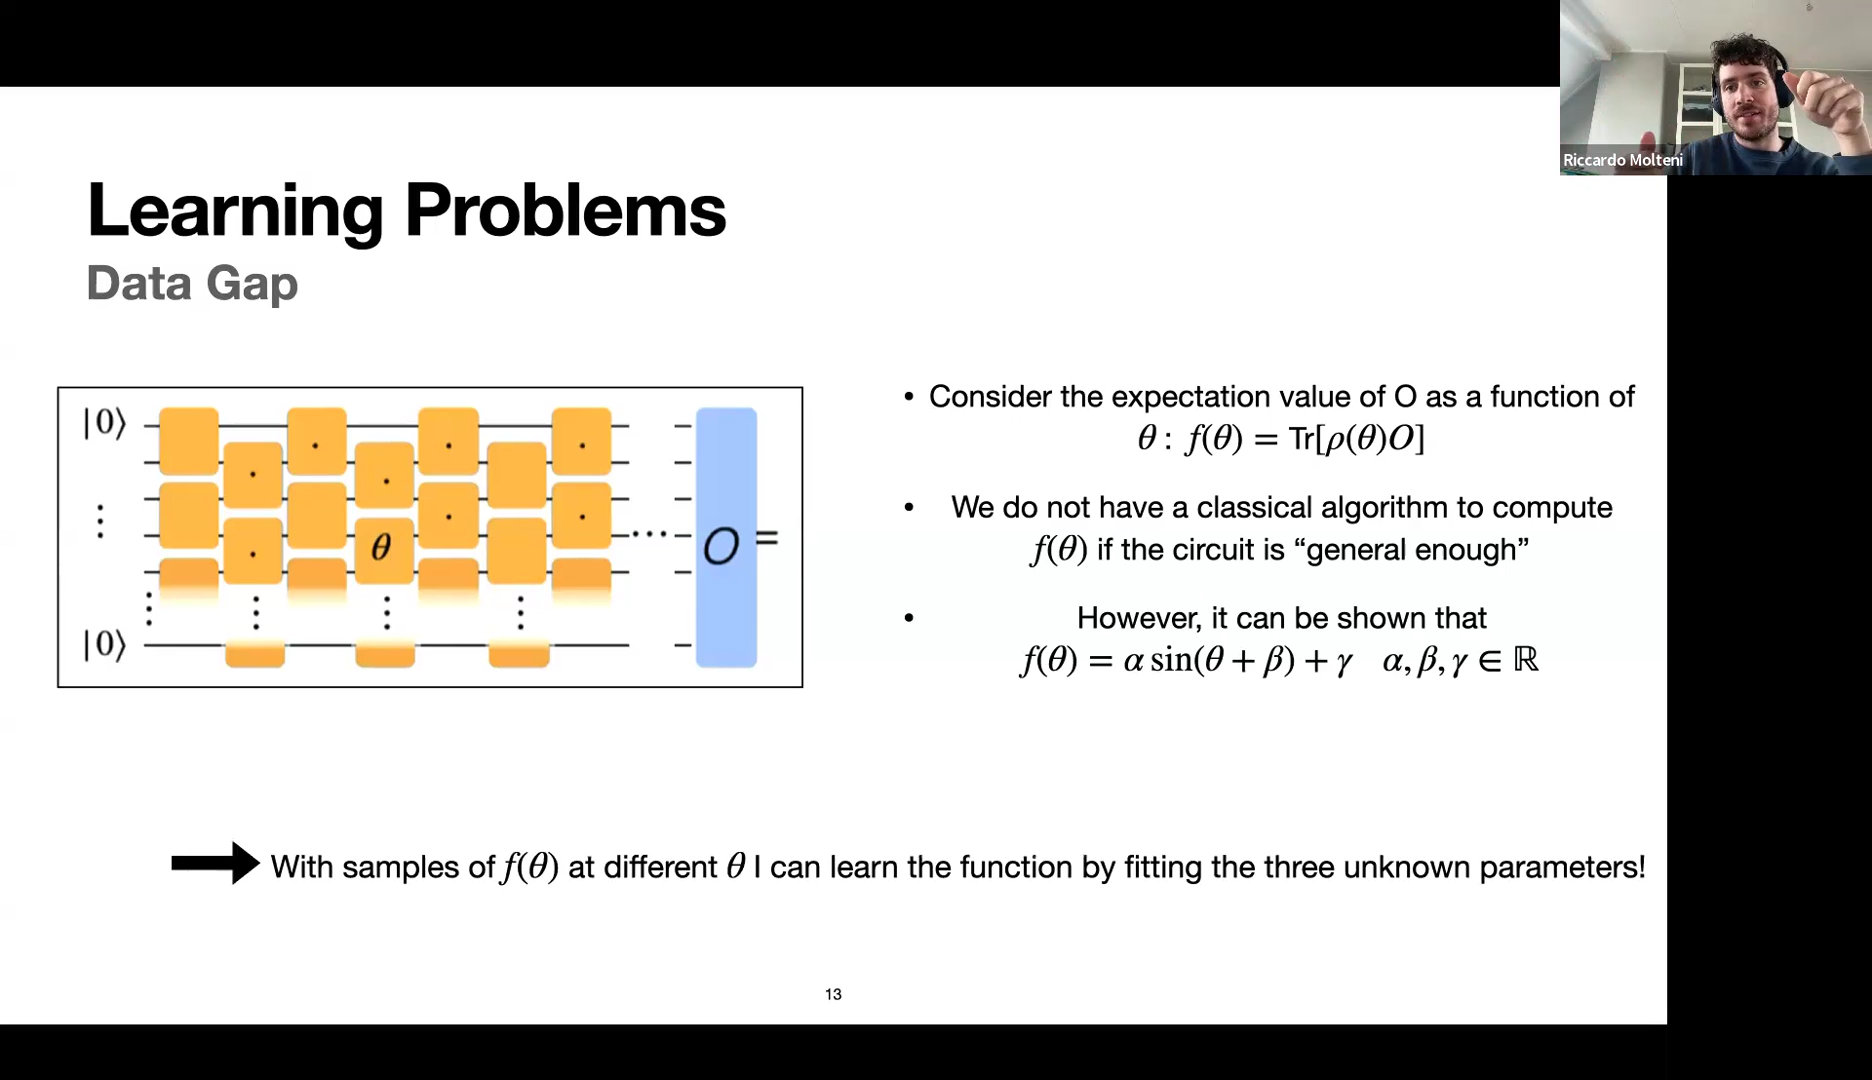 Riccardo Molteni
Learning Problems
Data Gap
|0⟩
θ
O =
|0⟩
• Consider the expectation value of O as a function of
θ : f(θ) = Tr[ρ(θ)O]
• We do not have a classical algorithm to compute
f(θ) if the circuit is “general enough”
• However, it can be shown that
f(θ) = α sin(θ + β) + γ α, β, γ ∈ ℝ
With samples of f(θ) at different θ I can learn the function by fitting the three unknown parameters!
13